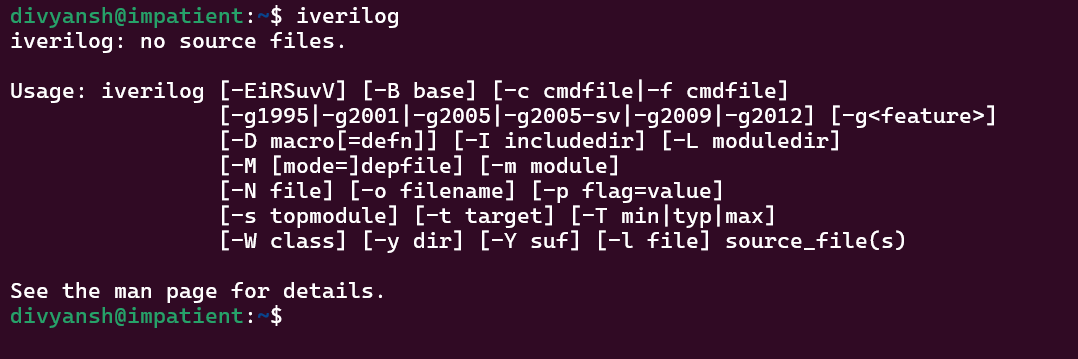 divyansh@impatient:~$ iverilog
iverilog: no source files.
Usage: iverilog [-EiRSuvV] [-B base] [-c cmdfile|-f cmdfile]
[-g1995|-g2001|-g2005|-g2005-sv|-g2009|-g2012] [-g<feature>]
[-D macro[=defn]] [-I includedir] [-L moduledir]
[-M [mode=]depfile] [-m module]
[-N file] [-o filename] [-p flag=value]
[-s topmodule] [-t target] [-T min|typ|max]
[-W class] [-y dir] [-Y suf] [-l file] source_file(s)
See the man page for details.
divyansh@impatient:~$